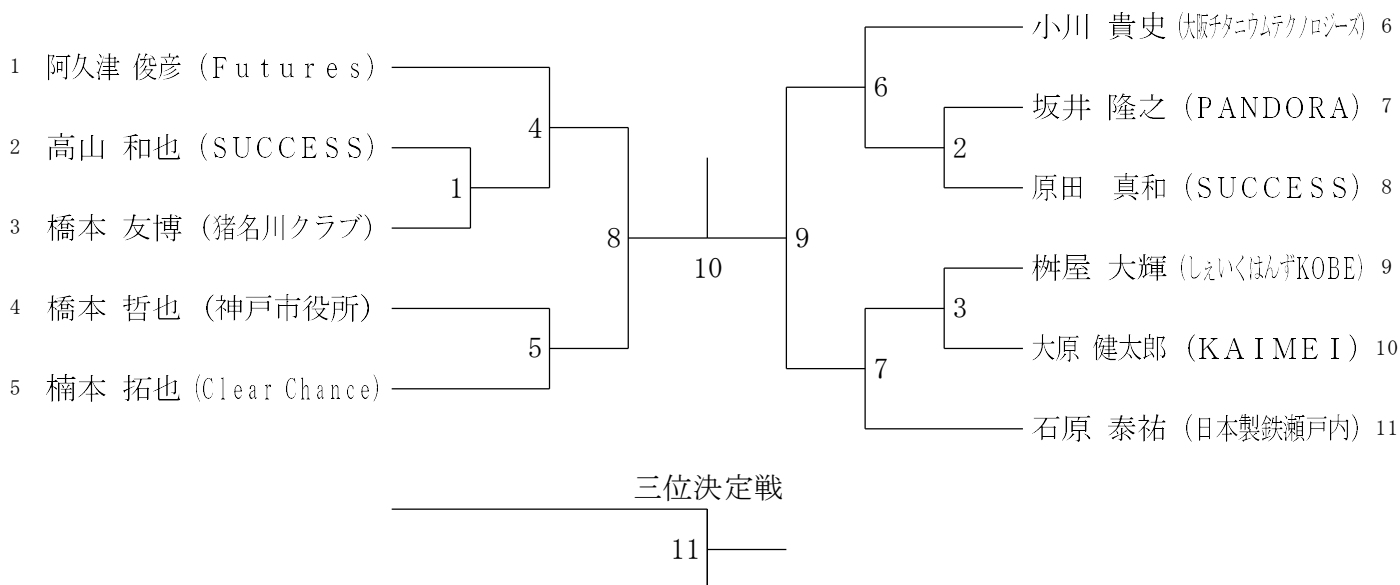 1 阿久津 俊彦 (Futures)
2 高山 和也 (SUCCESS)
3 橋本 友博 (猪名川クラブ)
4 橋本 哲也 (神戸市役所)
5 楠本 拓也 (Clear Chance)
4
1
8
5
10
小川 貴史 (大阪チタニウムテクノロジーズ) 6
坂井 隆之 (PANDORA) 7
原田 真和 (SUCCESS) 8
桝屋 大輝 (しぇいくはんずKOBE) 9
大原 健太郎 (KAIMEI) 10
石原 泰祐 (日本製鉄瀬戸内) 11
6
2
9
3
7
三位決定戦
11